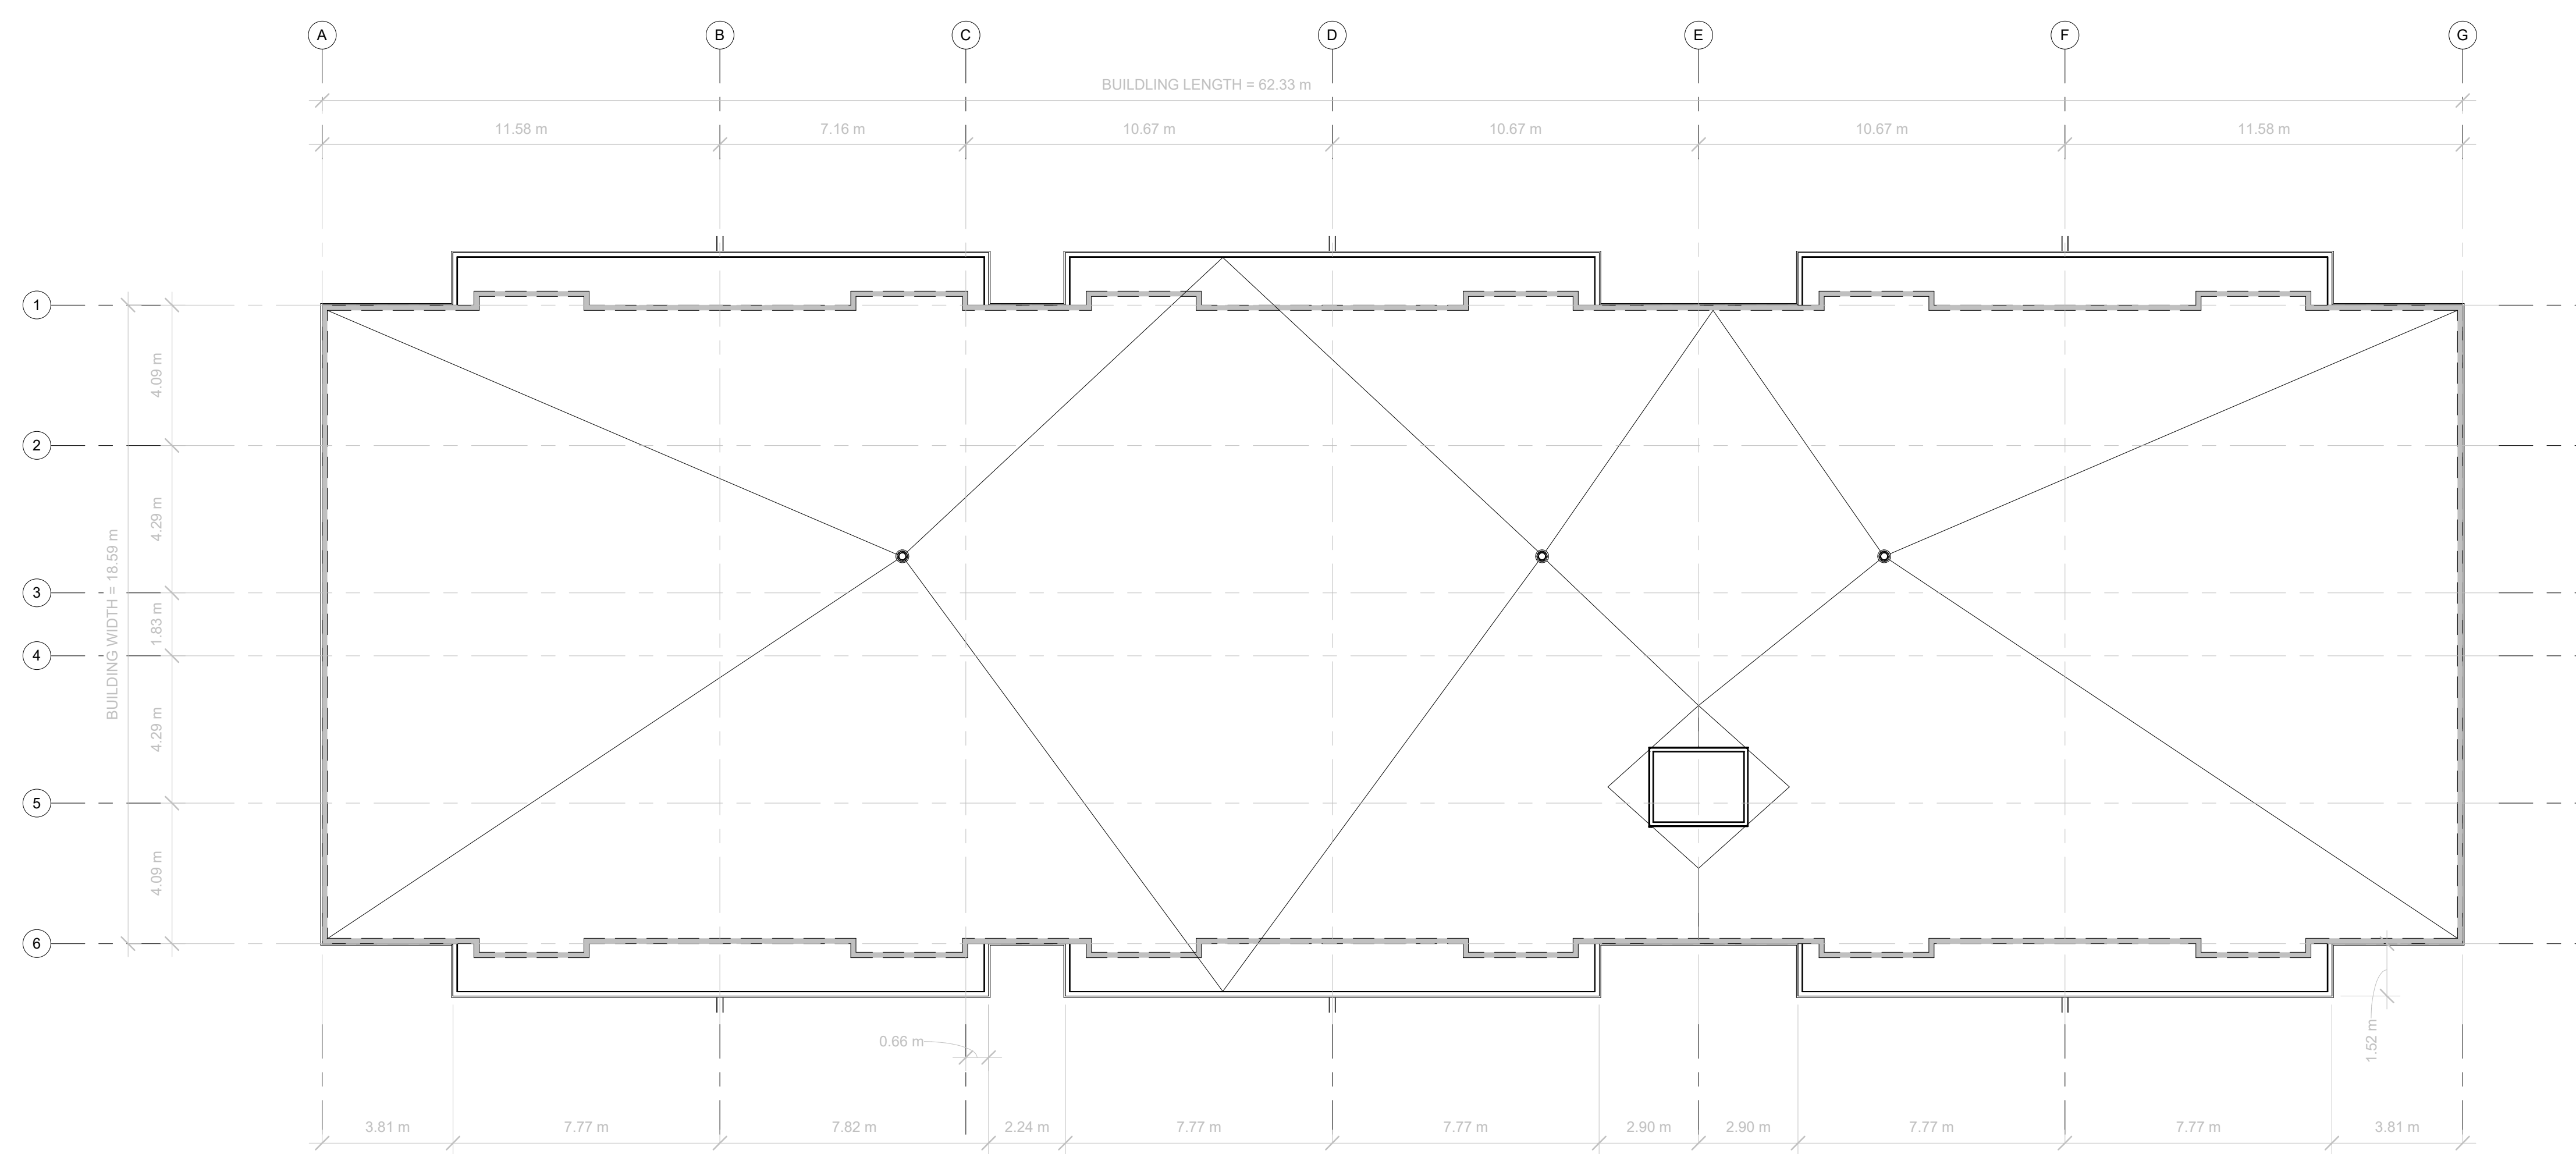 A B C D E F G
BUILDLING LENGTH = 62.33 m
11.58 m 7.16 m 10.67 m 10.67 m 10.67 m 11.58 m
1
4.09 m
2
4.29 m
BUILDING WIDTH = 18.59 m
3
1.83 m
4
4.29 m
5
4.09 m
6
0.66 m
1.52 m
3.81 m 7.77 m 7.82 m 2.24 m 7.77 m 7.77 m 2.90 m 2.90 m 7.77 m 7.77 m 3.81 m